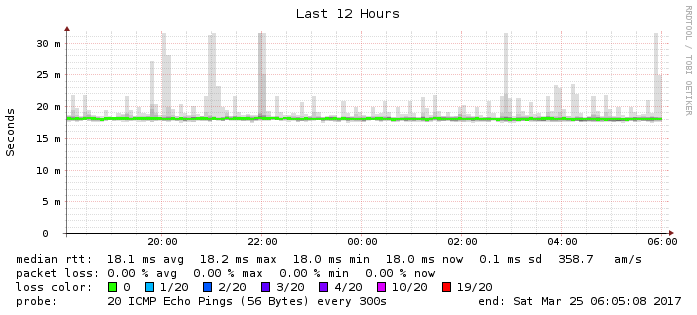 Last 12 Hours
RRDTOOL / TOBI OETIKER
Seconds
30 m
25 m
20 m
15 m
10 m
5 m
0
20:00 22:00 00:00 02:00 04:00 06:00
median rtt: 18.1 ms avg 18.2 ms max 18.0 ms min 18.0 ms now 0.1 ms sd 358.7 am/s
packet loss: 0.00 % avg 0.00 % max 0.00 % min 0.00 % now
loss color: 0 1/20 2/20 3/20 4/20 10/20 19/20
probe: 20 ICMP Echo Pings (56 Bytes) every 300s end: Sat Mar 25 06:05:08 2017